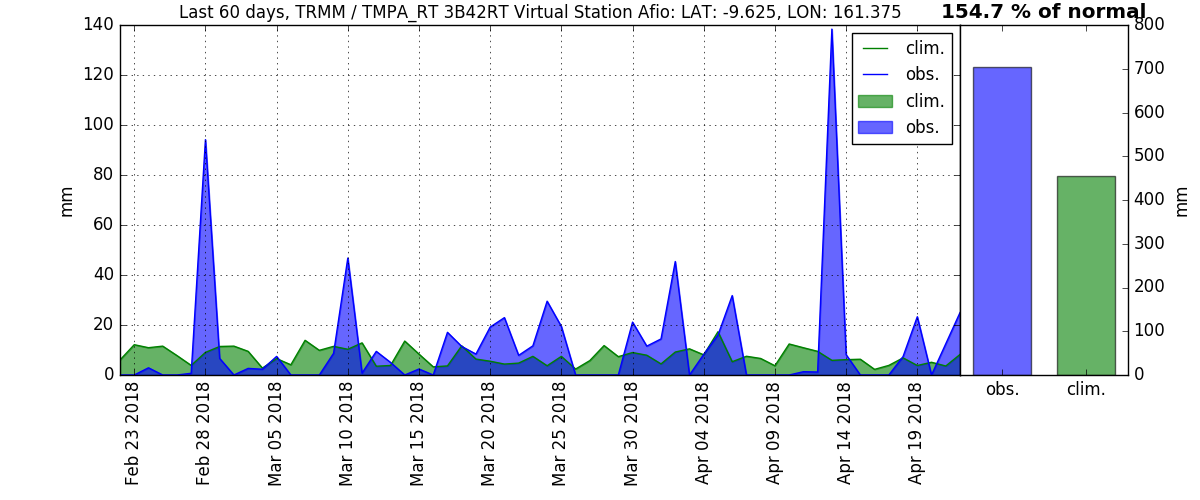 Last 60 days, TRMM / TMPA_RT 3B42RT Virtual Station Afio: LAT: -9.625, LON: 161.375
154.7 % of normal
140
120
100
80
60
40
20
0
mm
clim.
obs.
clim.
obs.
800
700
600
500
400
300
200
100
0
mm
Feb 23 2018
Feb 28 2018
Mar 05 2018
Mar 10 2018
Mar 15 2018
Mar 20 2018
Mar 25 2018
Mar 30 2018
Apr 04 2018
Apr 09 2018
Apr 14 2018
Apr 19 2018
obs.
clim.